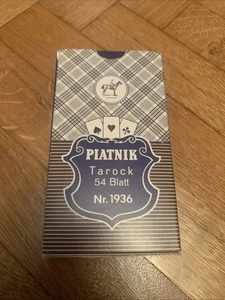 PIATNIK
Tarock
54 Blatt
Nr. 1936